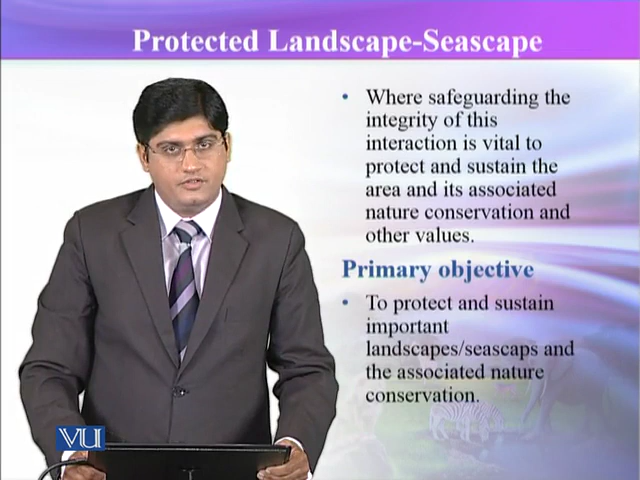 Protected Landscape-Seascape
• Where safeguarding the
integrity of this
interaction is vital to
protect and sustain the
area and its associated
nature conservation and
other values.
Primary objective
• To protect and sustain
important
landscapes/seascaps and
the associated nature
conservation.
VU